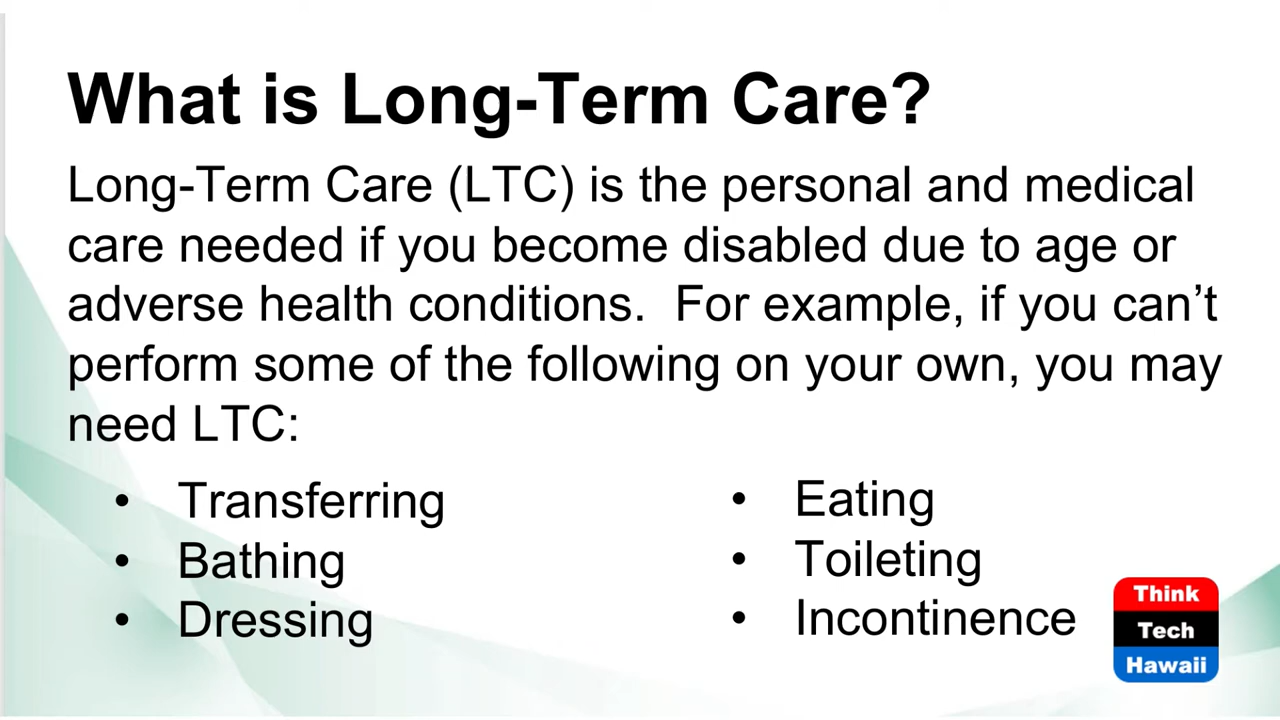 What is Long-Term Care?
Long-Term Care (LTC) is the personal and medical
care needed if you become disabled due to age or
adverse health conditions.  For example, if you can’t
perform some of the following on your own, you may
need LTC:
• Transferring
• Bathing
• Dressing
• Eating
• Toileting
• Incontinence
Think
Tech
Hawaii